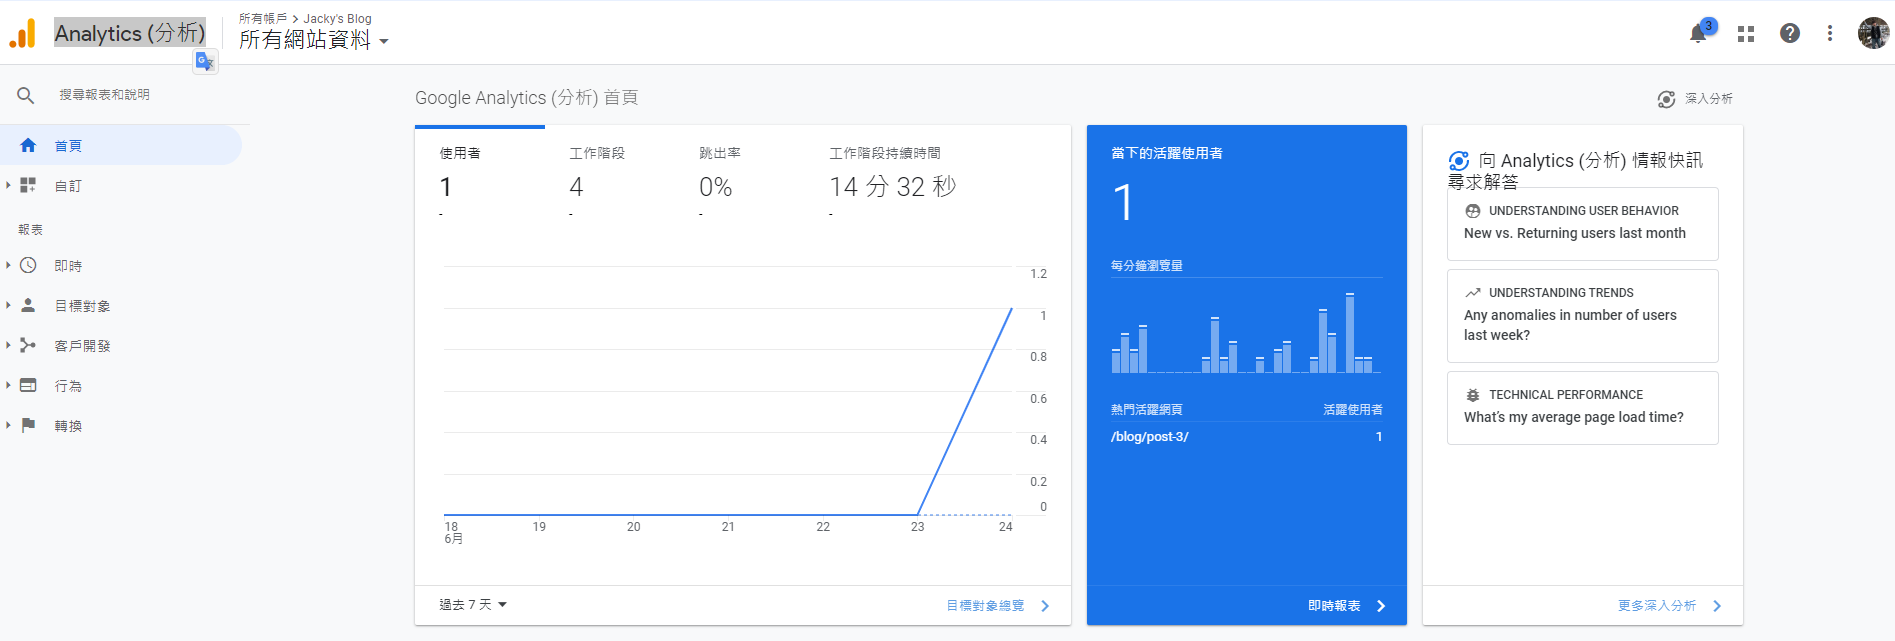 Analytics (分析)
所有帳戶 > Jacky's Blog
所有網站資料
3
搜尋報表和說明
首頁
自訂
報表
即時
目標對象
客戶開發
行為
轉換
Google Analytics (分析) 首頁
深入分析
使用者
1
-
工作階段
4
-
跳出率
0%
-
工作階段持續時間
14 分 32 秒
-
1.2
1
0.8
0.6
0.4
0.2
0
18 19 20 21 22 23 24
6月
過去 7 天
目標對象總覽
當下的活躍使用者
1
每分鐘瀏覽量
熱門活躍網頁 活躍使用者
/blog/post-3/ 1
即時報表
向 Analytics (分析) 情報快訊
尋求解答
UNDERSTANDING USER BEHAVIOR
New vs. Returning users last month
UNDERSTANDING TRENDS
Any anomalies in number of users
last week?
TECHNICAL PERFORMANCE
What's my average page load time?
更多深入分析